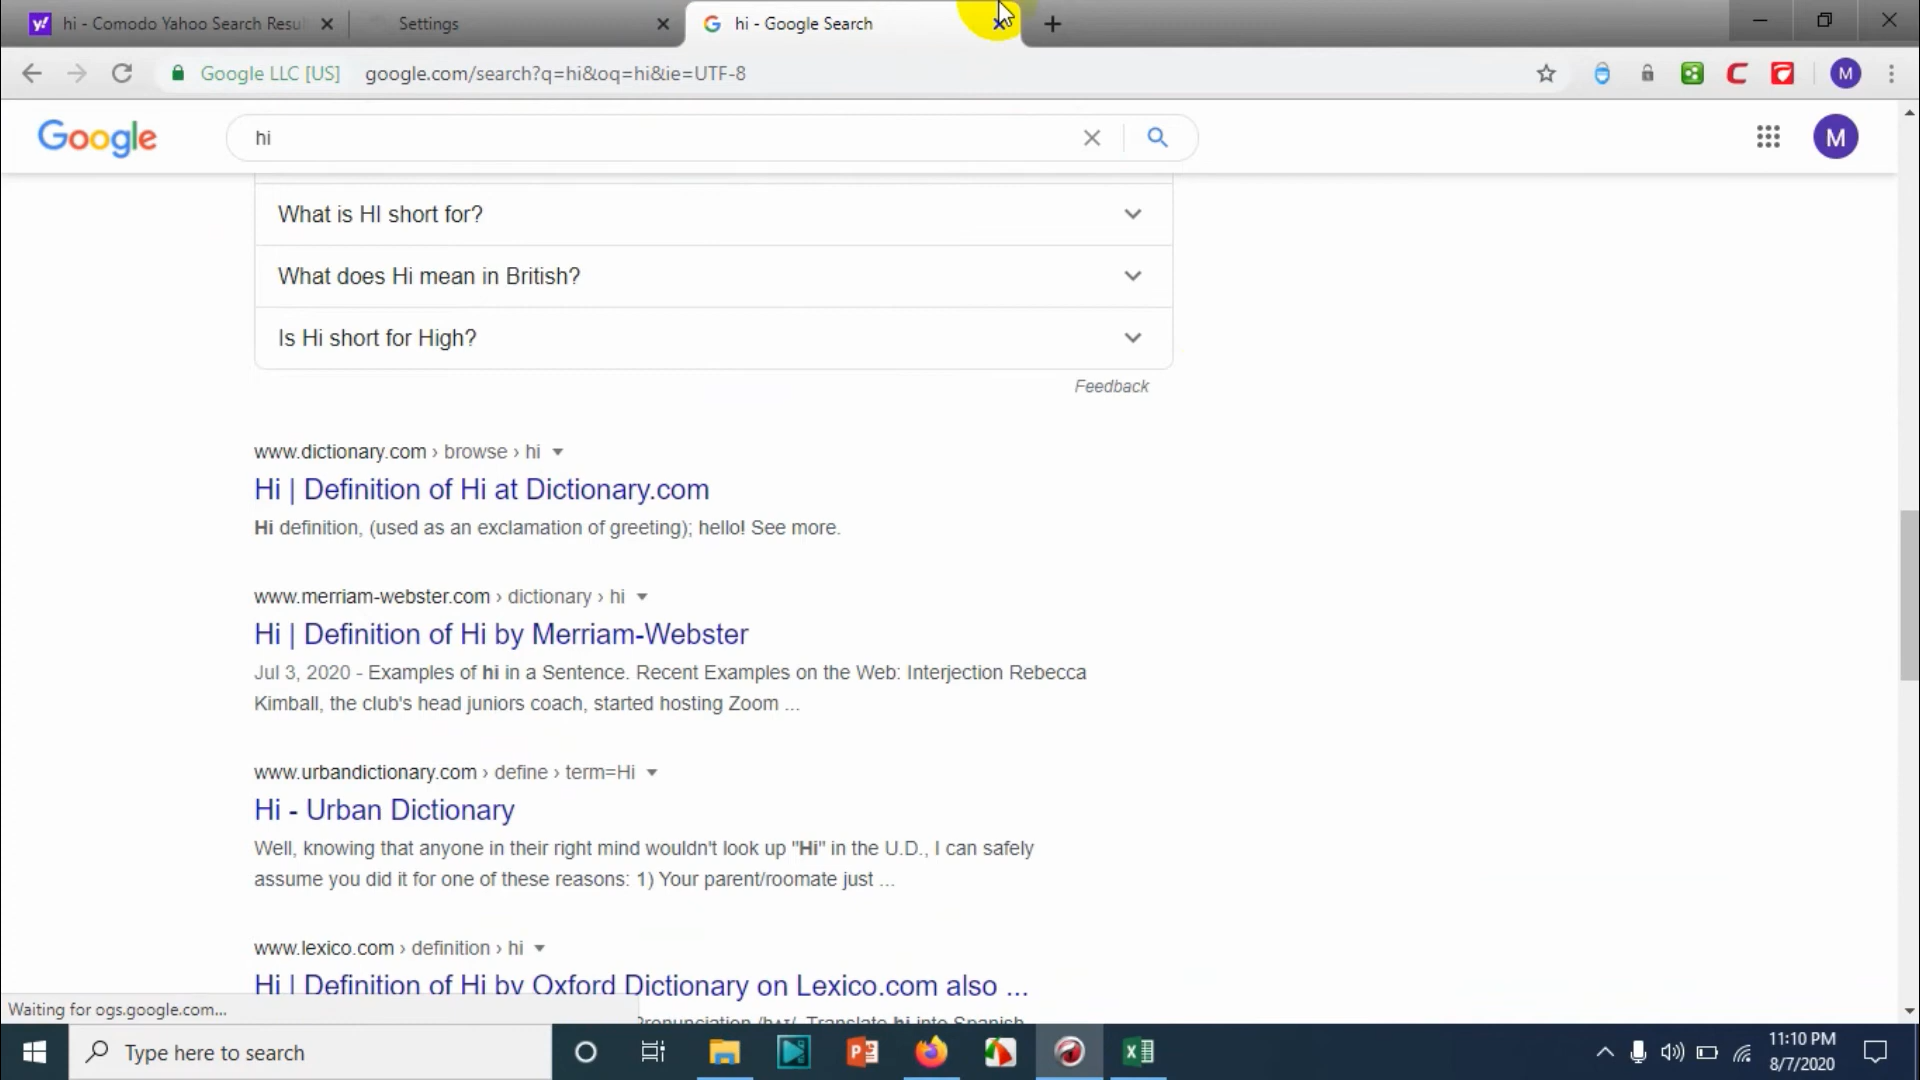 hi - Comodo Yahoo Search Resu
Settings
hi - Google Search
Google LLC [US]
google.com/search?q=hi&oq=hi&ie=UTF-8
M
Google
hi
M
What is HI short for?
What does Hi mean in British?
Is Hi short for High?
Feedback
www.dictionary.com › browse › hi
Hi | Definition of Hi at Dictionary.com
Hi definition, (used as an exclamation of greeting); hello! See more.
www.merriam-webster.com › dictionary › hi
Hi | Definition of Hi by Merriam-Webster
Jul 3, 2020 - Examples of hi in a Sentence. Recent Examples on the Web: Interjection Rebecca
Kimball, the club's head juniors coach, started hosting Zoom ...
www.urbandictionary.com › define › term=Hi
Hi - Urban Dictionary
Well, knowing that anyone in their right mind wouldn't look up "Hi" in the U.D., I can safely
assume you did it for one of these reasons: 1) Your parent/roomate just ...
www.lexico.com › definition › hi
Hi | Definition of Hi by Oxford Dictionary on Lexico.com also ...
Pronunciation /hʌɪ/. Translate hi into Spanish
Waiting for ogs.google.com...
Type here to search
11:10 PM
8/7/2020